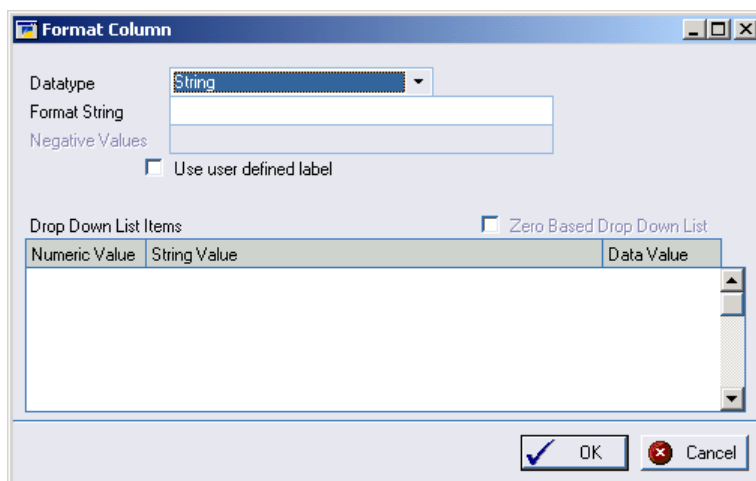 Format Column
Datatype String
Format String
Negative Values
Use user defined label
Drop Down List Items Zero Based Drop Down List
Numeric Value String Value Data Value
OK Cancel